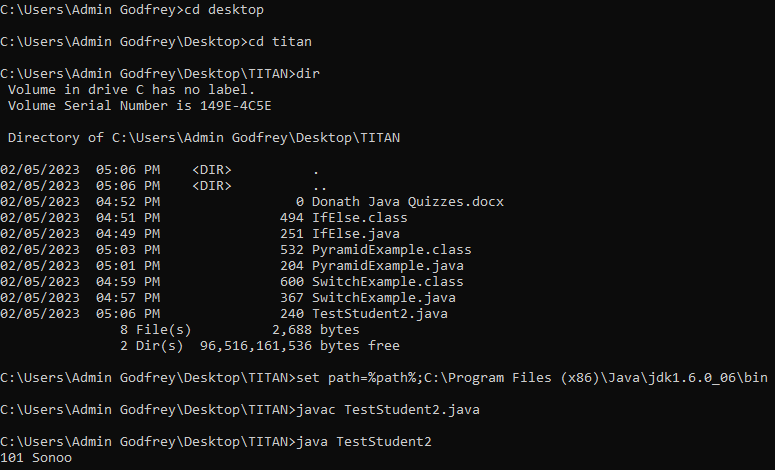 C:\Users\Admin Godfrey>cd desktop
C:\Users\Admin Godfrey\Desktop>cd titan
C:\Users\Admin Godfrey\Desktop\TITAN>dir
 Volume in drive C has no label.
 Volume Serial Number is 149E-4C5E
 Directory of C:\Users\Admin Godfrey\Desktop\TITAN
02/05/2023  05:06 PM    <DIR>          .
02/05/2023  05:06 PM    <DIR>          ..
02/05/2023  04:52 PM                 0 Donath Java Quizzes.docx
02/05/2023  04:51 PM               494 IfElse.class
02/05/2023  04:49 PM               251 IfElse.java
02/05/2023  05:03 PM               532 PyramidExample.class
02/05/2023  05:01 PM               204 PyramidExample.java
02/05/2023  04:59 PM               600 SwitchExample.class
02/05/2023  04:57 PM               367 SwitchExample.java
02/05/2023  05:06 PM               240 TestStudent2.java
               8 File(s)          2,688 bytes
               2 Dir(s)  96,516,161,536 bytes free
C:\Users\Admin Godfrey\Desktop\TITAN>set path=%path%;C:\Program Files (x86)\Java\jdk1.6.0_06\bin
C:\Users\Admin Godfrey\Desktop\TITAN>javac TestStudent2.java
C:\Users\Admin Godfrey\Desktop\TITAN>java TestStudent2
101 Sonoo